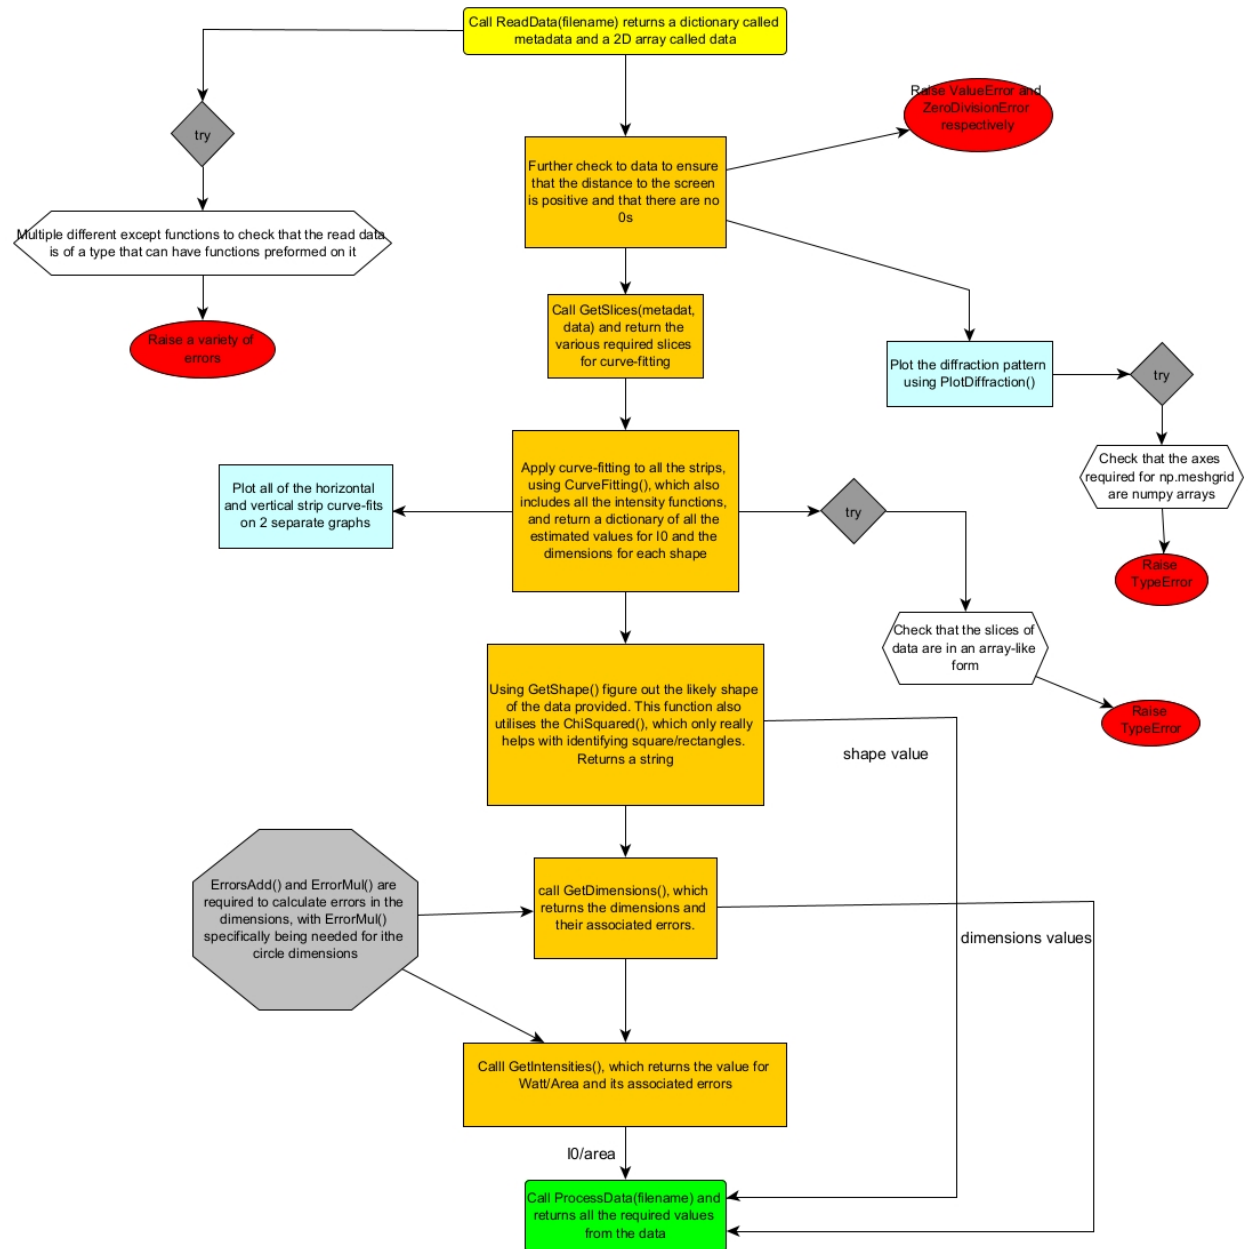 Call ReadData(filename) returns a dictionary called
metadata and a 2D array called data
try
Multiple different except functions to check that the read data
is of a type that can have functions preformed on it
Raise a variety of
errors
Further check to data to ensure
that the distance to the screen
is positive and that there are no
0s
Raise ValueError and
ZeroDivisionError
respectively
Call GetSlices(metadat,
data) and return the
various required slices
for curve-fitting
Plot the diffraction pattern
using PlotDiffraction()
try
Check that the axes
required for np.meshgrid
are numpy arrays
Raise
TypeError
Plot all of the horizontal
and vertical strip curve-fits
on 2 separate graphs
Apply curve-fitting to all the strips,
using CurveFitting(), which also
includes all the intensity functions,
and return a dictionary of all the
estimated values for I0 and the
dimensions for each shape
try
Check that the slices of
data are in an array-like
form
Raise
TypeError
Using GetShape() figure out the likely shape
of the data provided. This function also
utilises the ChiSquared(), which only really
helps with identifying square/rectangles.
Returns a string
shape value
ErrorsAdd() and ErrorMul() are
required to calculate errors in the
dimensions, with ErrorMul()
specifically being needed for ithe
circle dimensions
call GetDimensions(), which
returns the dimensions and
their associated errors.
dimensions values
Calll GetIntensities(), which returns the value for
Watt/Area and its associated errors
I0/area
Call ProcessData(filename) and
returns all the required values
from the data